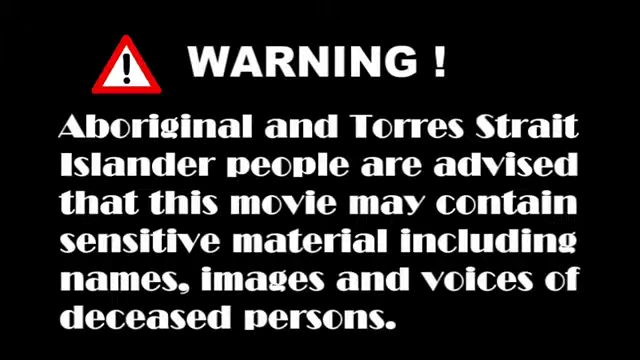 WARNING !
Aboriginal and Torres Strait
Islander people are advised
that this movie may contain
sensitive material including
names, images and voices of
deceased persons.